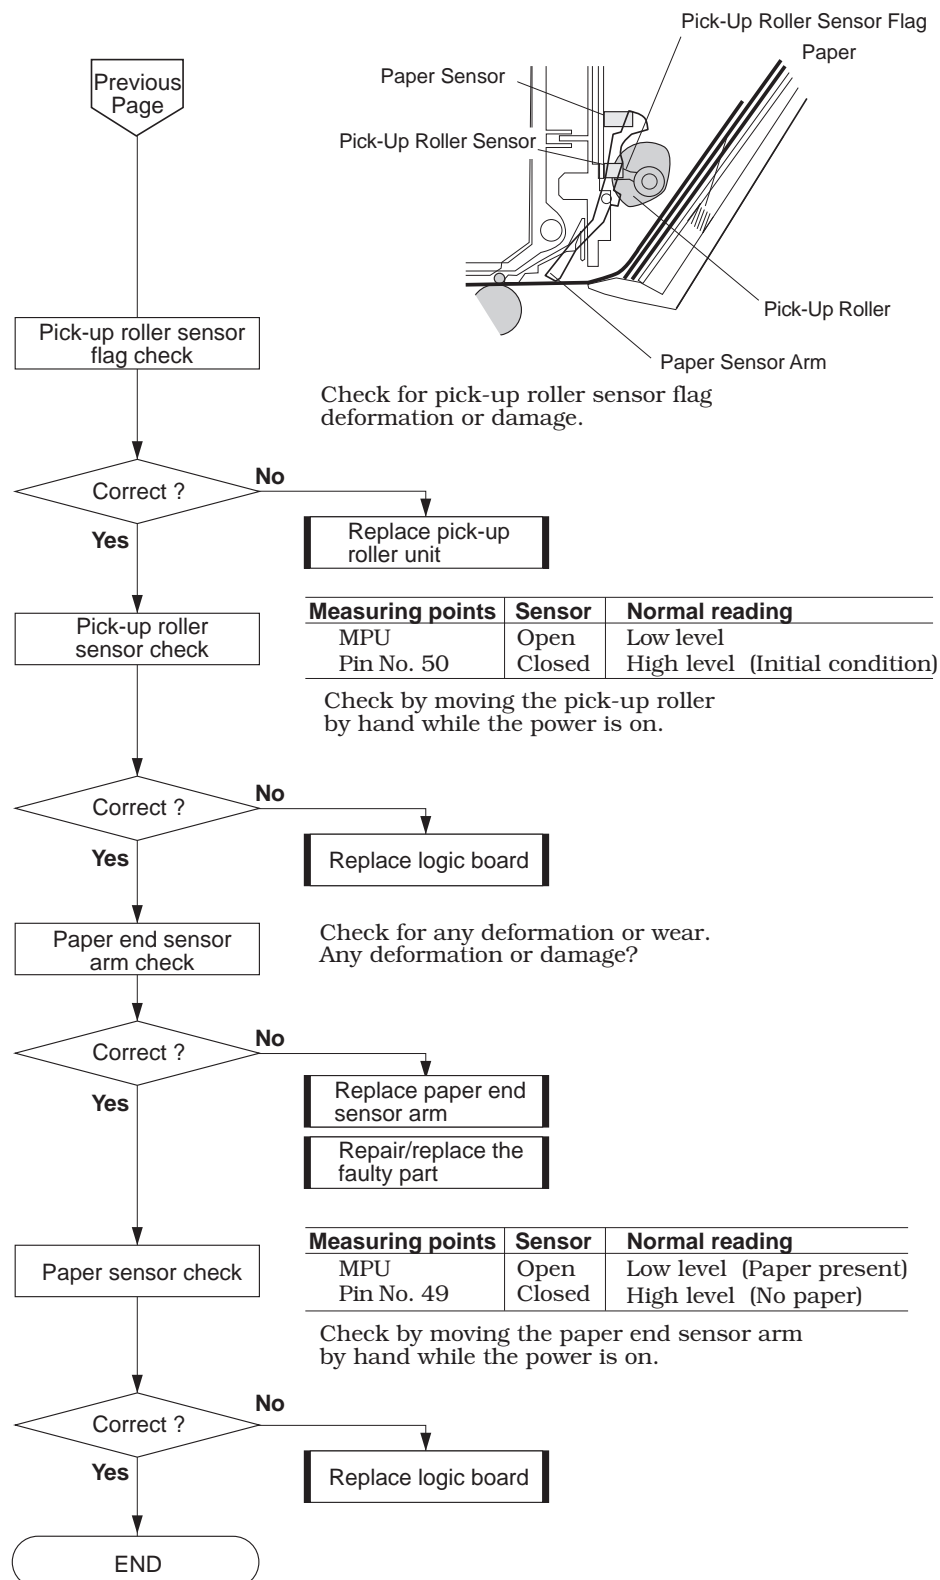 Pick-Up Roller Sensor Flag
Paper
Paper Sensor
Pick-Up Roller Sensor
Pick-Up Roller
Paper Sensor Arm
Previous
Page
Pick-up roller sensor
flag check
Check for pick-up roller sensor flag
deformation or damage.
Correct ?
No
Yes
Replace pick-up
roller unit
Pick-up roller
sensor check
Measuring points Sensor Normal reading
MPU Open Low level
Pin No. 50 Closed High level (Initial condition)
Check by moving the pick-up roller
by hand while the power is on.
Correct ?
No
Yes
Replace logic board
Paper end sensor
arm check
Check for any deformation or wear.
Any deformation or damage?
Correct ?
No
Yes
Replace paper end
sensor arm
Repair/replace the
faulty part
Paper sensor check
Measuring points Sensor Normal reading
MPU Open Low level (Paper present)
Pin No. 49 Closed High level (No paper)
Check by moving the paper end sensor arm
by hand while the power is on.
Correct ?
No
Yes
Replace logic board
END